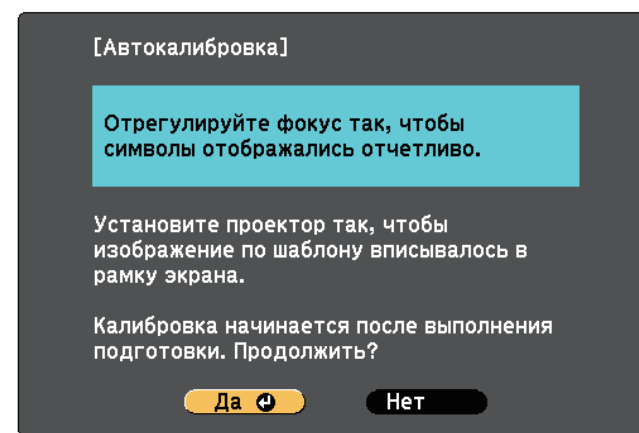 [Автокалибровка]
Отрегулируйте фокус так, чтобы
символы отображались отчетливо.
Установите проектор так, чтобы
изображение по шаблону вписывалось в
рамку экрана.
Калибровка начинается после выполнения
подготовки. Продолжить?
Да Нет